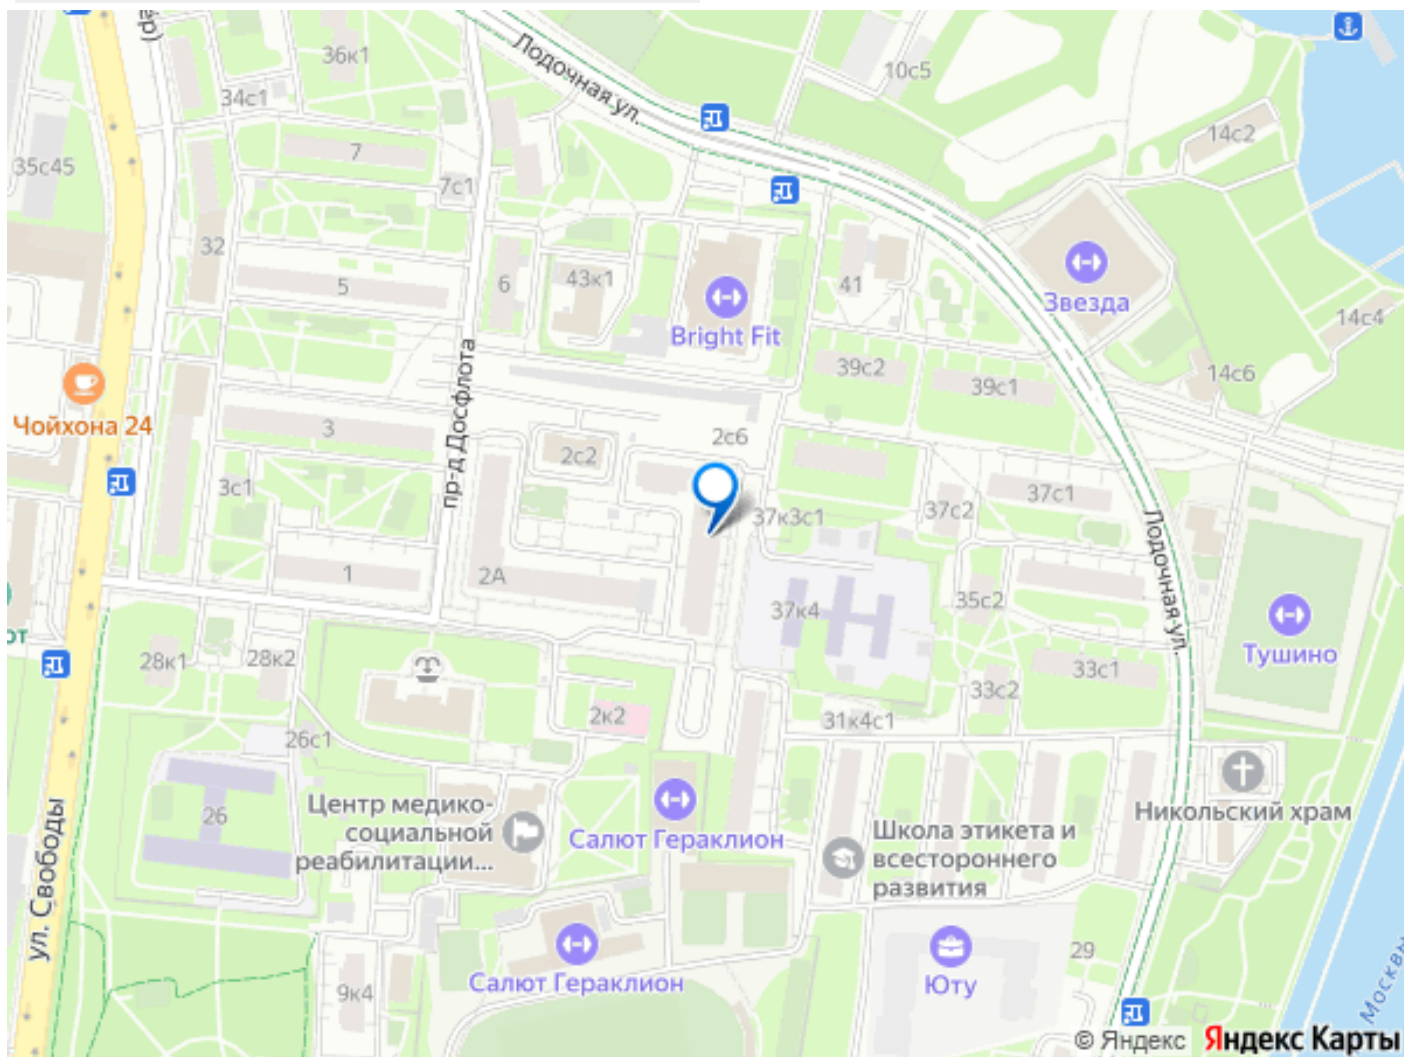 ер)
36к1
Лодочная ул.
10с5
34с1
14с2
35с45
7
7с1
32
5
6
43к1
41
Звезда
Bright Fit
14с4
39с2
39с1
14с6
Чойхона 24
3
пр-д Досфлота
2с6
2с2
3с1
37с1
37с2
37к3с1
Лодочная ул.
1
2А
37к4
35с2
от
28к1
28к2
Тушино
33с1
33с2
2к2
31к4с1
26с1
26
Центр медико-
социальной
реабилитации...
Салют Гераклион
Школа этикета и
всестороннего
развития
Никольский храм
ул. Свободы
Салют Гераклион
Юту
29
9к4
Москвы
© Яндекс
Яндекс Карты